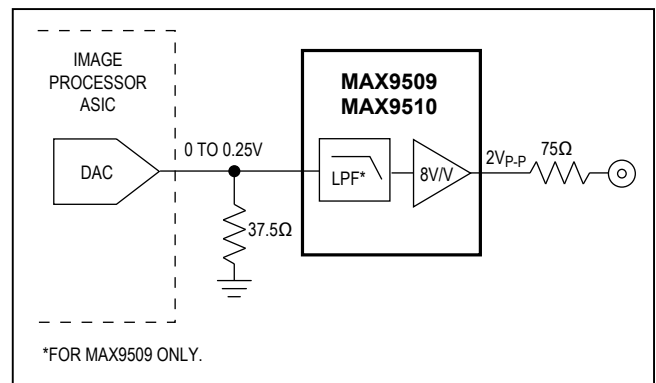 IMAGE
PROCESSOR
ASIC
DAC
0 TO 0.25V
37.5Ω
MAX9509
MAX9510
LPF*
8V/V
2VP-P
75Ω
*FOR MAX9509 ONLY.